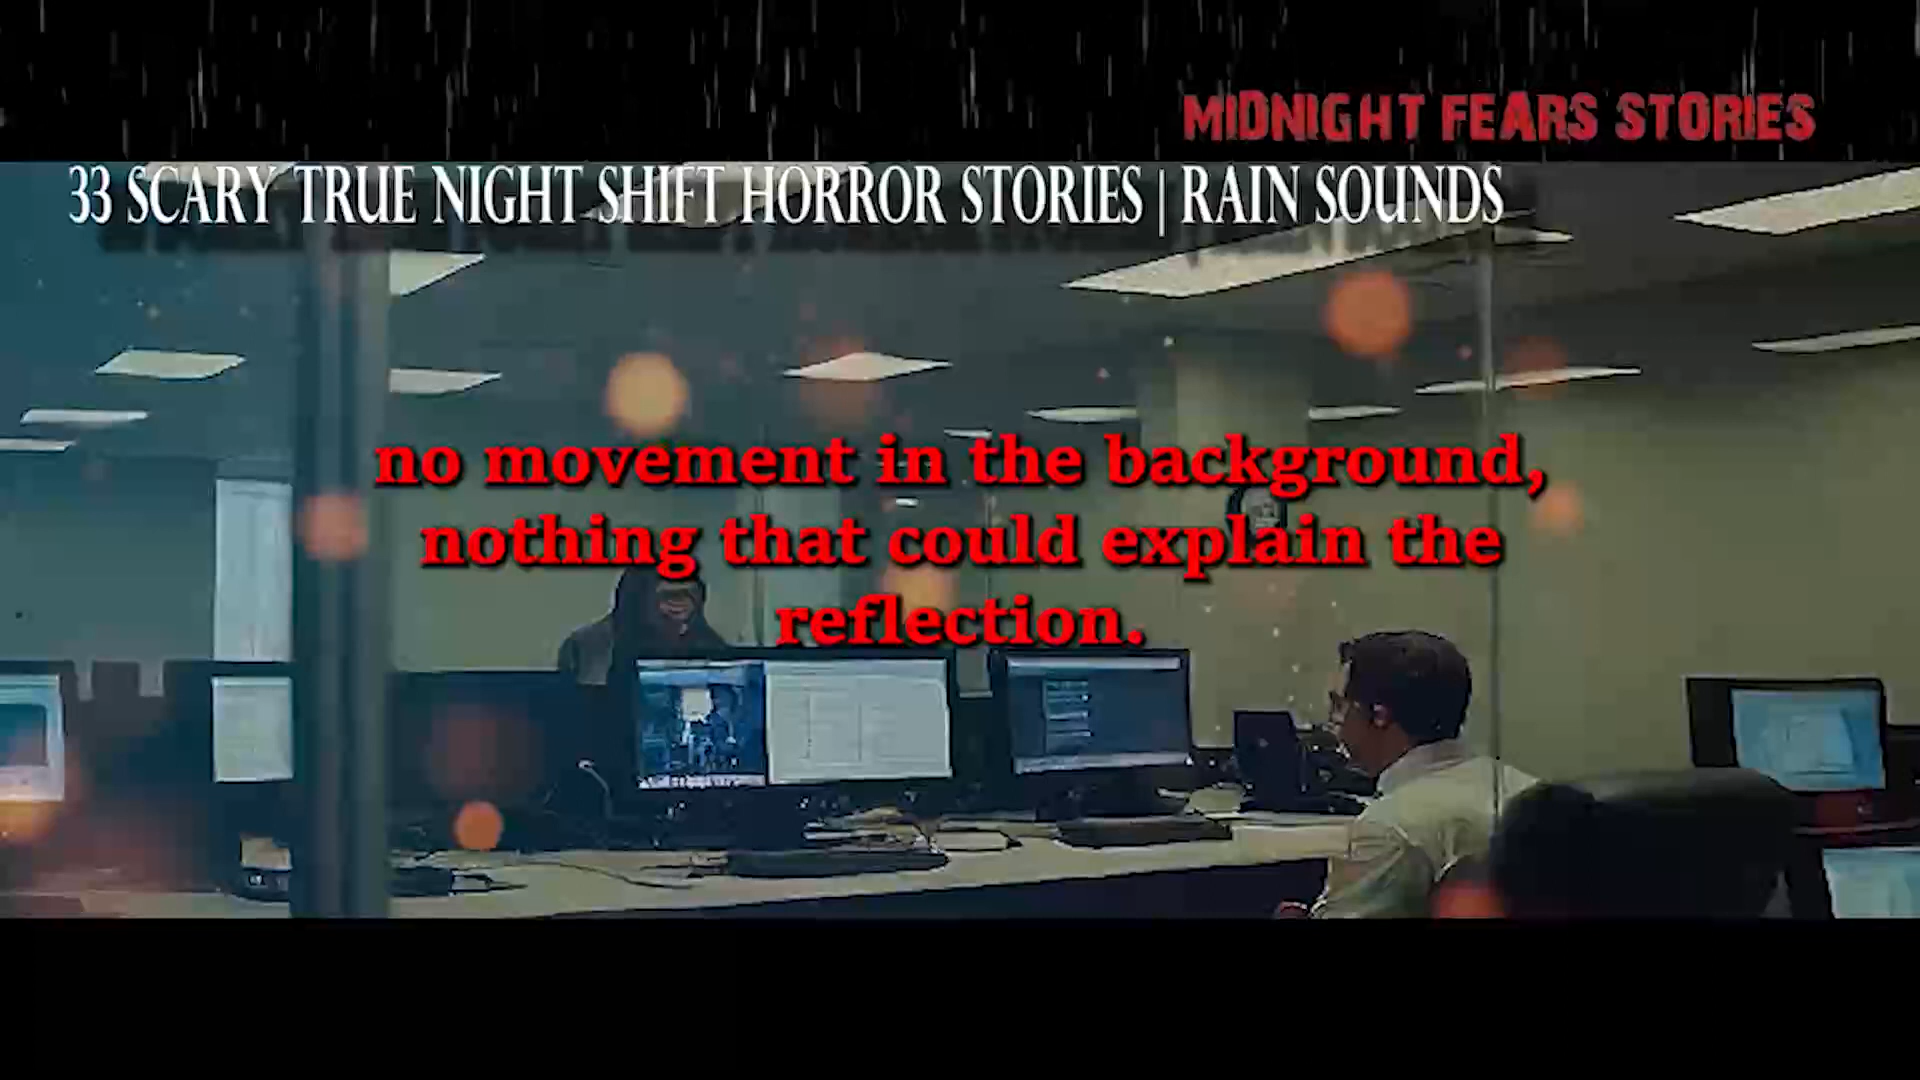 MIDNIGHT FEARS STORIES
33 SCARY TRUE NIGHT SHIFT HORROR STORIES | RAIN SOUNDS
no movement in the background,
nothing that could explain the
reflection.